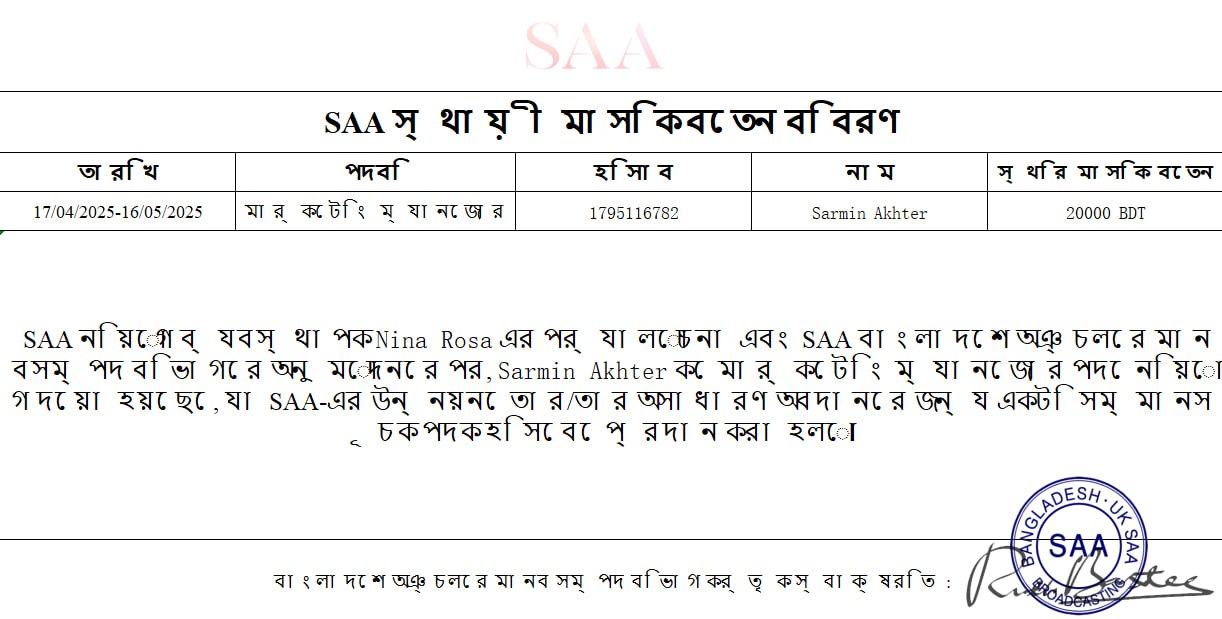 SAA
SAA স্থায়ী মাসিক বেতন বিবরণ
তারিখ পদবি হিসাব নাম স্থির মাসিক বেতন
17/04/2025-16/05/2025 মার্কেটিং ম্যানেজার 1795116782 Sarmin Akhter 20000 BDT
SAA নিয়োগ ব্যবস্থাপক Nina Rosa এর পর্যালোচনা এবং SAA বাংলাদেশ অঞ্চলের মান
বসম্পদ বিভাগের অনুমোদনের পর, Sarmin Akhter কে মার্কেটিং ম্যানেজার পদে নিয়ো
গ দেয়া হয়েছে, যা SAA-এর উন্নয়নে তার/তার অসাধারণ অবদানের জন্য একটি সম্মানস
ূচক পদক হিসেবে প্রদান করা হলো।
BANGLADESH · UK SAA
SAA
BROADCASTING
বাংলাদেশ অঞ্চলের মানবসম্পদ বিভাগ কর্তৃক স্বাক্ষরিত :